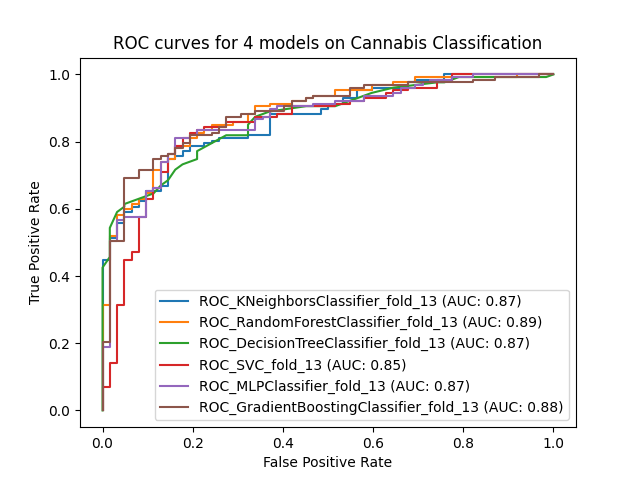 ROC curves for 4 models on Cannabis Classification
1.0
0.8
0.6
0.4
0.2
0.0
True Positive Rate
ROC_KNeighborsClassifier_fold_13 (AUC: 0.87)
ROC_RandomForestClassifier_fold_13 (AUC: 0.89)
ROC_DecisionTreeClassifier_fold_13 (AUC: 0.87)
ROC_SVC_fold_13 (AUC: 0.85)
ROC_MLPClassifier_fold_13 (AUC: 0.87)
ROC_GradientBoostingClassifier_fold_13 (AUC: 0.88)
0.0 0.2 0.4 0.6 0.8 1.0
False Positive Rate